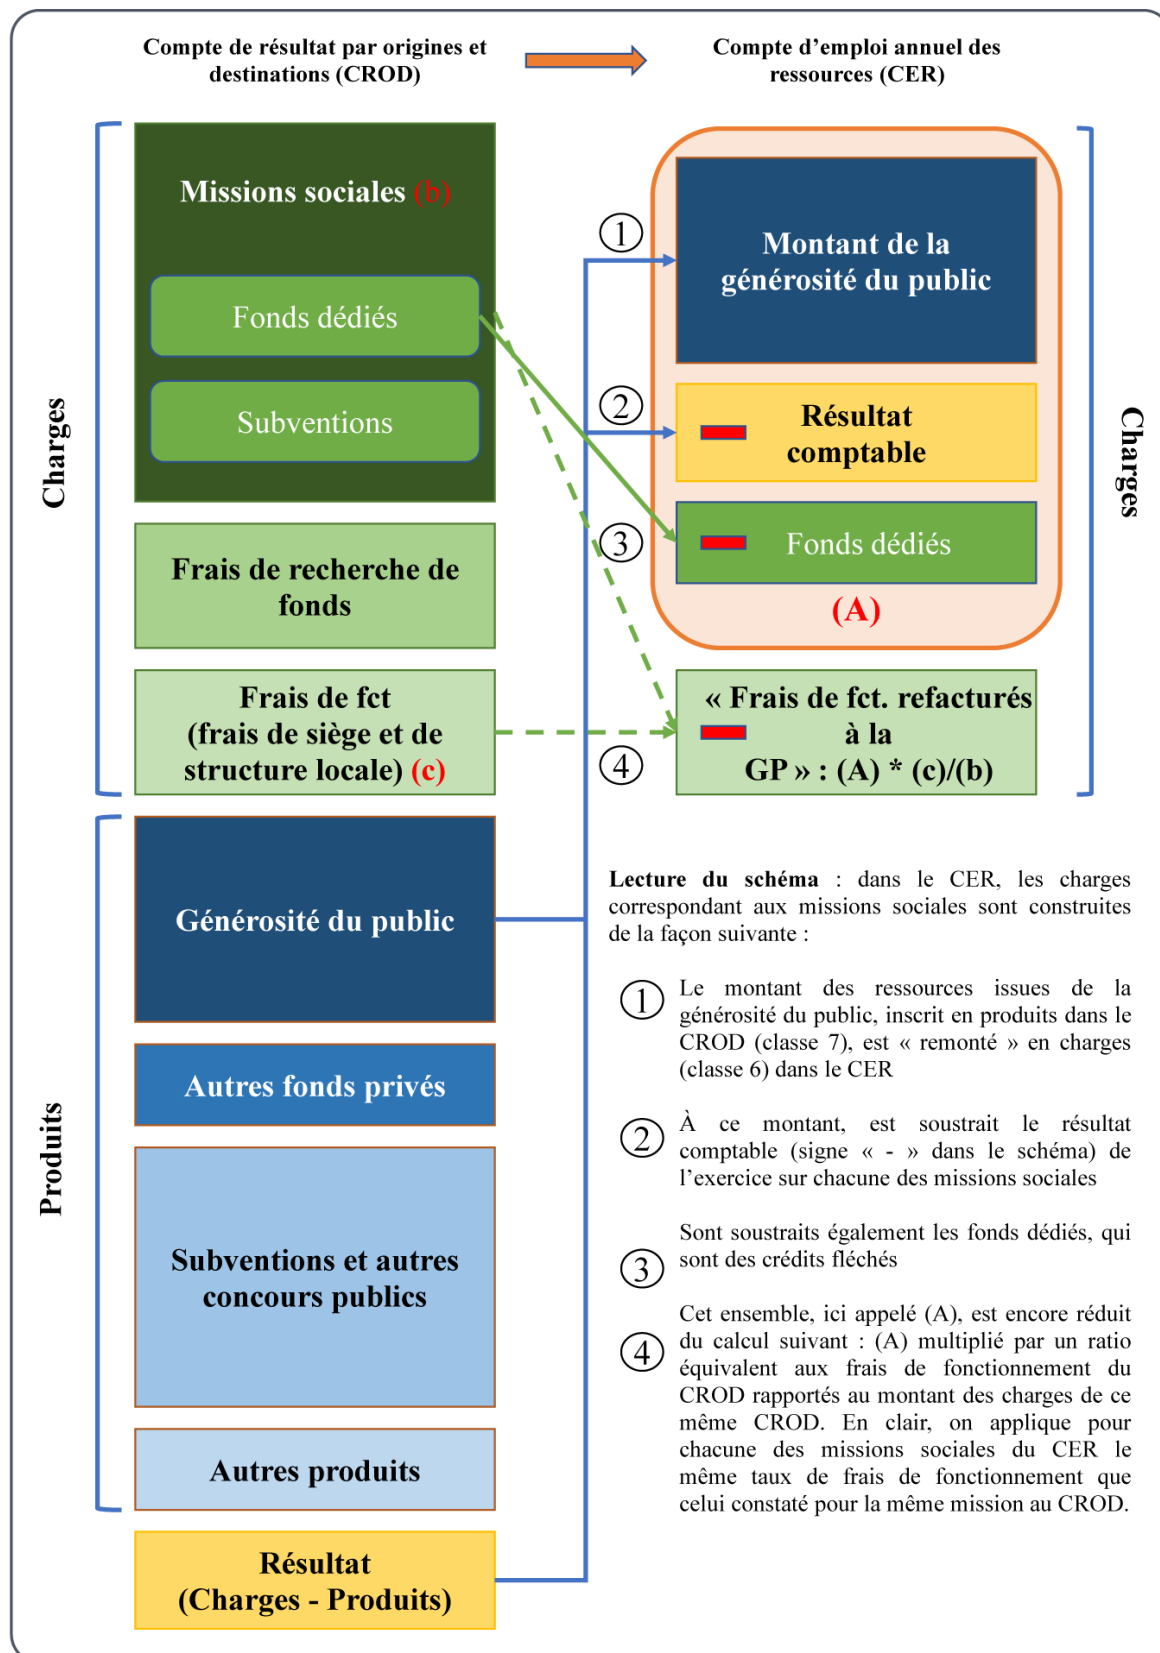 Compte de résultat par origines et
destinations (CROD)
Compte d’emploi annuel des
ressources (CER)
Charges
Missions sociales (b)
Fonds dédiés
Subventions
Frais de recherche de
fonds
Frais de fct
(frais de siège et de
structure locale) (c)
Produits
Générosité du public
Autres fonds privés
Subventions et autres
concours publics
Autres produits
Résultat
(Charges - Produits)
1
2
3
4
Montant de la
générosité du public
Résultat
comptable
Fonds dédiés
(A)
« Frais de fct. refacturés
à la
GP » : (A) * (c)/(b)
Charges
Lecture du schéma : dans le CER, les charges
correspondant aux missions sociales sont construites
de la façon suivante :
1
Le montant des ressources issues de la
générosité du public, inscrit en produits dans le
CROD (classe 7), est « remonté » en charges
(classe 6) dans le CER
2
À ce montant, est soustrait le résultat
comptable (signe « - » dans le schéma) de
l’exercice sur chacune des missions sociales
3
Sont soustraits également les fonds dédiés, qui
sont des crédits fléchés
4
Cet ensemble, ici appelé (A), est encore réduit
du calcul suivant : (A) multiplié par un ratio
équivalent aux frais de fonctionnement du
CROD rapportés au montant des charges de ce
même CROD. En clair, on applique pour
chacune des missions sociales du CER le
même taux de frais de fonctionnement que
celui constaté pour la même mission au CROD.